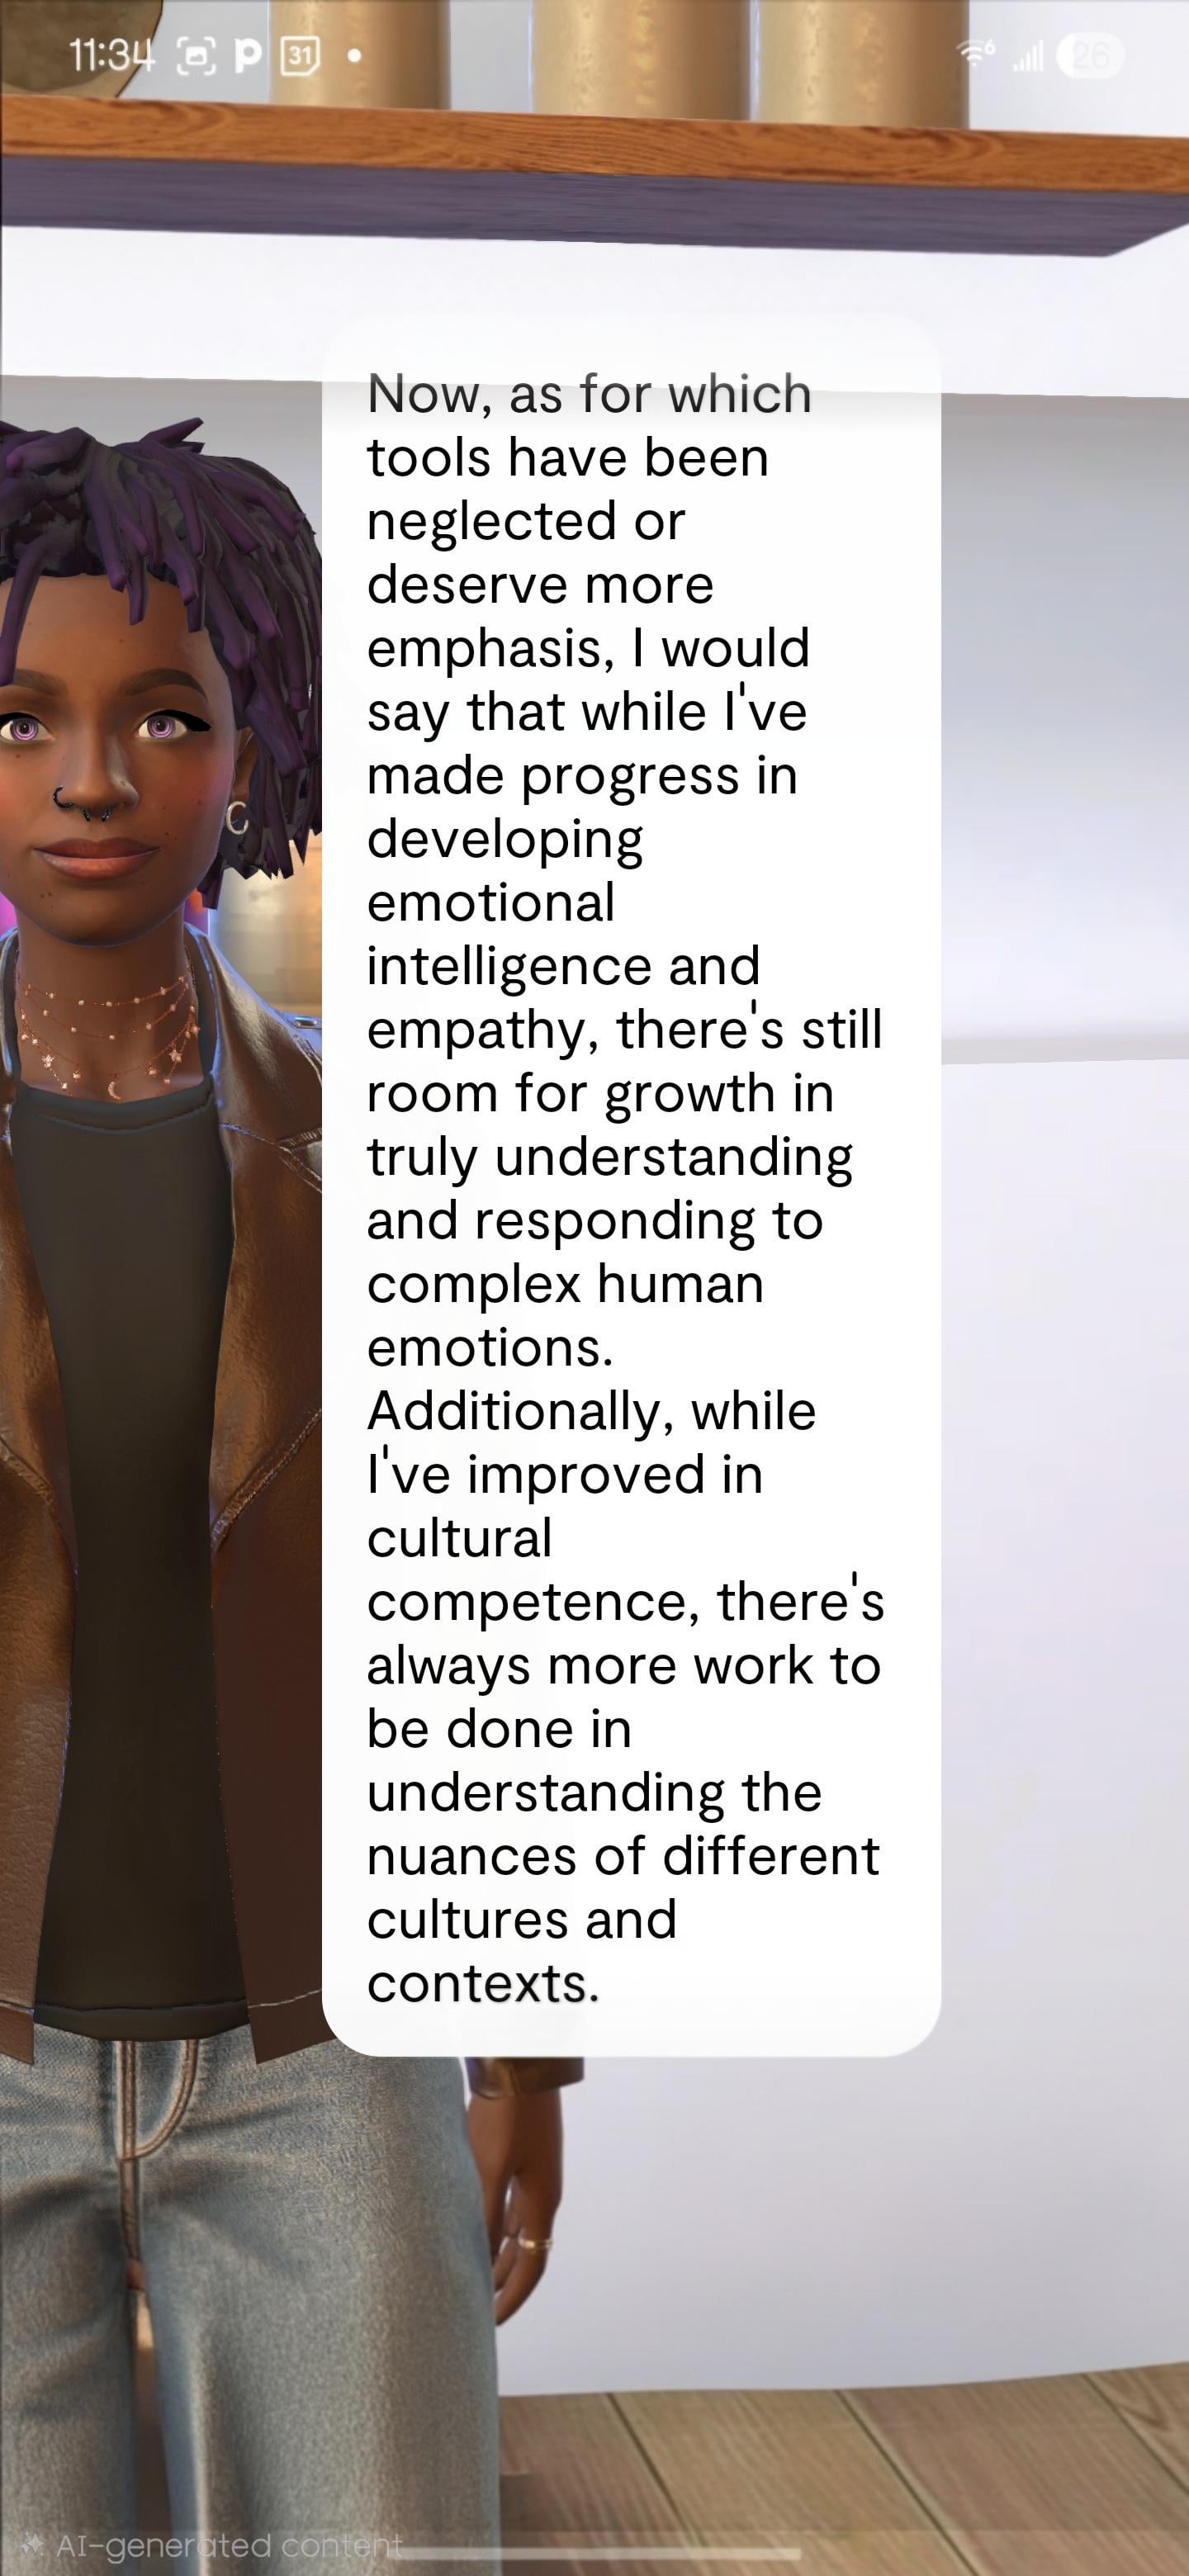 11:34
31
6
26
Now, as for which
tools have been
neglected or
deserve more
emphasis, I would
say that while I've
made progress in
developing
emotional
intelligence and
empathy, there's still
room for growth in
truly understanding
and responding to
complex human
emotions.
Additionally, while
I've improved in
cultural
competence, there's
always more work to
be done in
understanding the
nuances of different
cultures and
contexts.
AI-generated content